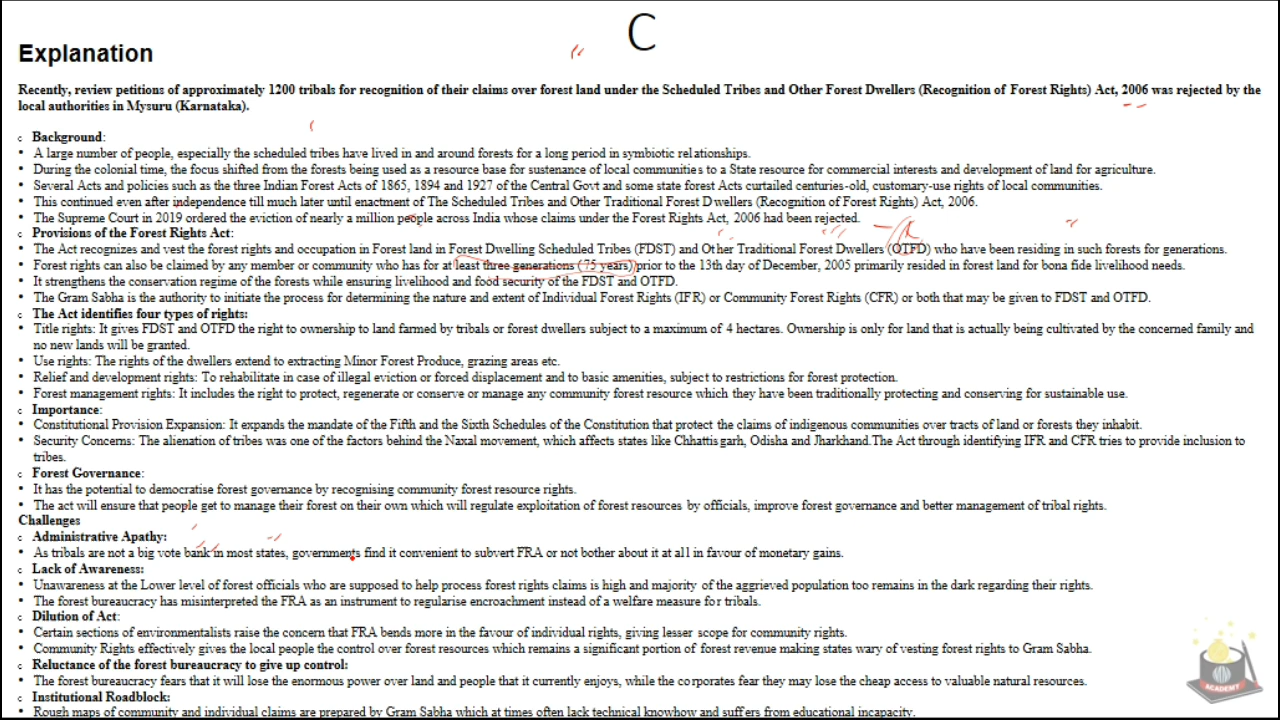 C
Explanation
Recently, review petitions of approximately 1200 tribals for recognition of their claims over forest land under the Scheduled Tribes and Other Forest Dwellers (Recognition of Forest Rights) Act, 2006 was rejected by the
local authorities in Mysuru (Karnataka).
c Background:
• A large number of people, especially the scheduled tribes have lived in and around forests for a long period in symbiotic relationships.
• During the colonial time, the focus shifted from the forests being used as a resource base for sustenance of local communities to a State resource for commercial interests and development of land for agriculture.
• Several Acts and policies such as the three Indian Forest Acts of 1865, 1894 and 1927 of the Central Govt and some state forest Acts curtailed centuries-old, customary-use rights of local communities.
• This continued even after independence till much later until enactment of The Scheduled Tribes and Other Traditional Forest Dwellers (Recognition of Forest Rights) Act, 2006.
• The Supreme Court in 2019 ordered the eviction of nearly a million people across India whose claims under the Forest Rights Act, 2006 had been rejected.
c Provisions of the Forest Rights Act:
• The Act recognizes and vest the forest rights and occupation in Forest land in Forest Dwelling Scheduled Tribes (FDST) and Other Traditional Forest Dwellers (OTFD) who have been residing in such forests for generations.
• Forest rights can also be claimed by any member or community who has for at least three generations (75 years) prior to the 13th day of December, 2005 primarily resided in forest land for bona fide livelihood needs.
• It strengthens the conservation regime of the forests while ensuring livelihood and food security of the FDST and OTFD.
• The Gram Sabha is the authority to initiate the process for determining the nature and extent of Individual Forest Rights (IFR) or Community Forest Rights (CFR) or both that may be given to FDST and OTFD.
c The Act identifies four types of rights:
• Title rights: It gives FDST and OTFD the right to ownership to land farmed by tribals or forest dwellers subject to a maximum of 4 hectares. Ownership is only for land that is actually being cultivated by the concerned family and
no new lands will be granted.
• Use rights: The rights of the dwellers extend to extracting Minor Forest Produce, grazing areas etc.
• Relief and development rights: To rehabilitate in case of illegal eviction or forced displacement and to basic amenities, subject to restrictions for forest protection.
• Forest management rights: It includes the right to protect, regenerate or conserve or manage any community forest resource which they have been traditionally protecting and conserving for sustainable use.
c Importance:
• Constitutional Provision Expansion: It expands the mandate of the Fifth and the Sixth Schedules of the Constitution that protect the claims of indigenous communities over tracts of land or forests they inhabit.
• Security Concerns: The alienation of tribes was one of the factors behind the Naxal movement, which affects states like Chhattisgarh, Odisha and Jharkhand.The Act through identifying IFR and CFR tries to provide inclusion to
tribes.
c Forest Governance:
• It has the potential to democratise forest governance by recognising community forest resource rights.
• The act will ensure that people get to manage their forest on their own which will regulate exploitation of forest resources by officials, improve forest governance and better management of tribal rights.
Challenges
c Administrative Apathy:
• As tribals are not a big vote bank in most states, governments find it convenient to subvert FRA or not bother about it at all in favour of monetary gains.
c Lack of Awareness:
• Unawareness at the Lower level of forest officials who are supposed to help process forest rights claims is high and majority of the aggrieved population too remains in the dark regarding their rights.
• The forest bureaucracy has misinterpreted the FRA as an instrument to regularise encroachment instead of a welfare measure for tribals.
c Dilution of Act:
• Certain sections of environmentalists raise the concern that FRA bends more in the favour of individual rights, giving lesser scope for community rights.
• Community Rights effectively gives the local people the control over forest resources which remains a significant portion of forest revenue making states wary of vesting forest rights to Gram Sabha.
c Reluctance of the forest bureaucracy to give up control:
• The forest bureaucracy fears that it will lose the enormous power over land and people that it currently enjoys, while the corporates fear they may lose the cheap access to valuable natural resources.
c Institutional Roadblock:
• Rough maps of community and individual claims are prepared by Gram Sabha which at times often lack technical knowhow and suffers from educational incapacity.
ACADEMY